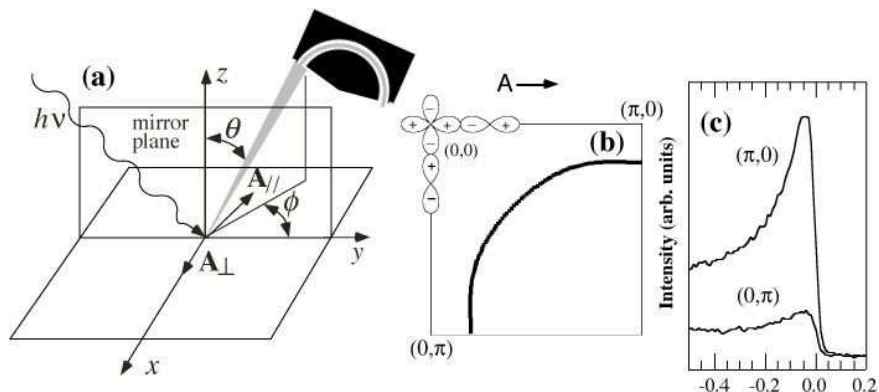 (a)
z
hν
mirror
plane
θ
A//
ϕ
A⊥
y
x
A
(π,0)
(0,0)
(b)
(0,π)
+ − + − +
− + −
(c)
Intensity (arb. units)
(π,0)
(0,π)
-0.4 -0.2 0.0 0.2